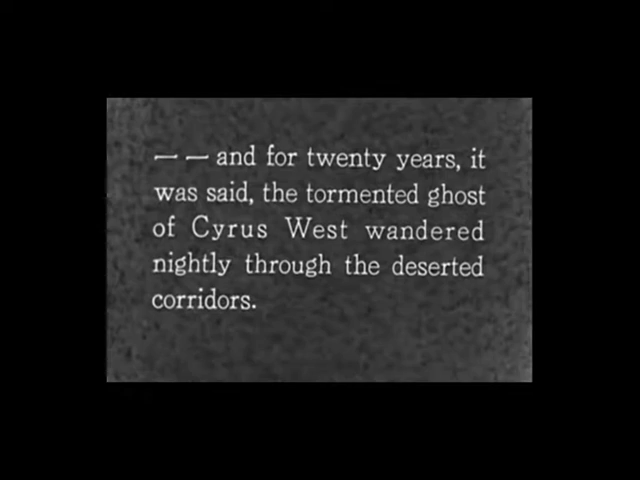 — — and for twenty years, it
was said, the tormented ghost
of Cyrus West wandered
nightly through the deserted
corridors.